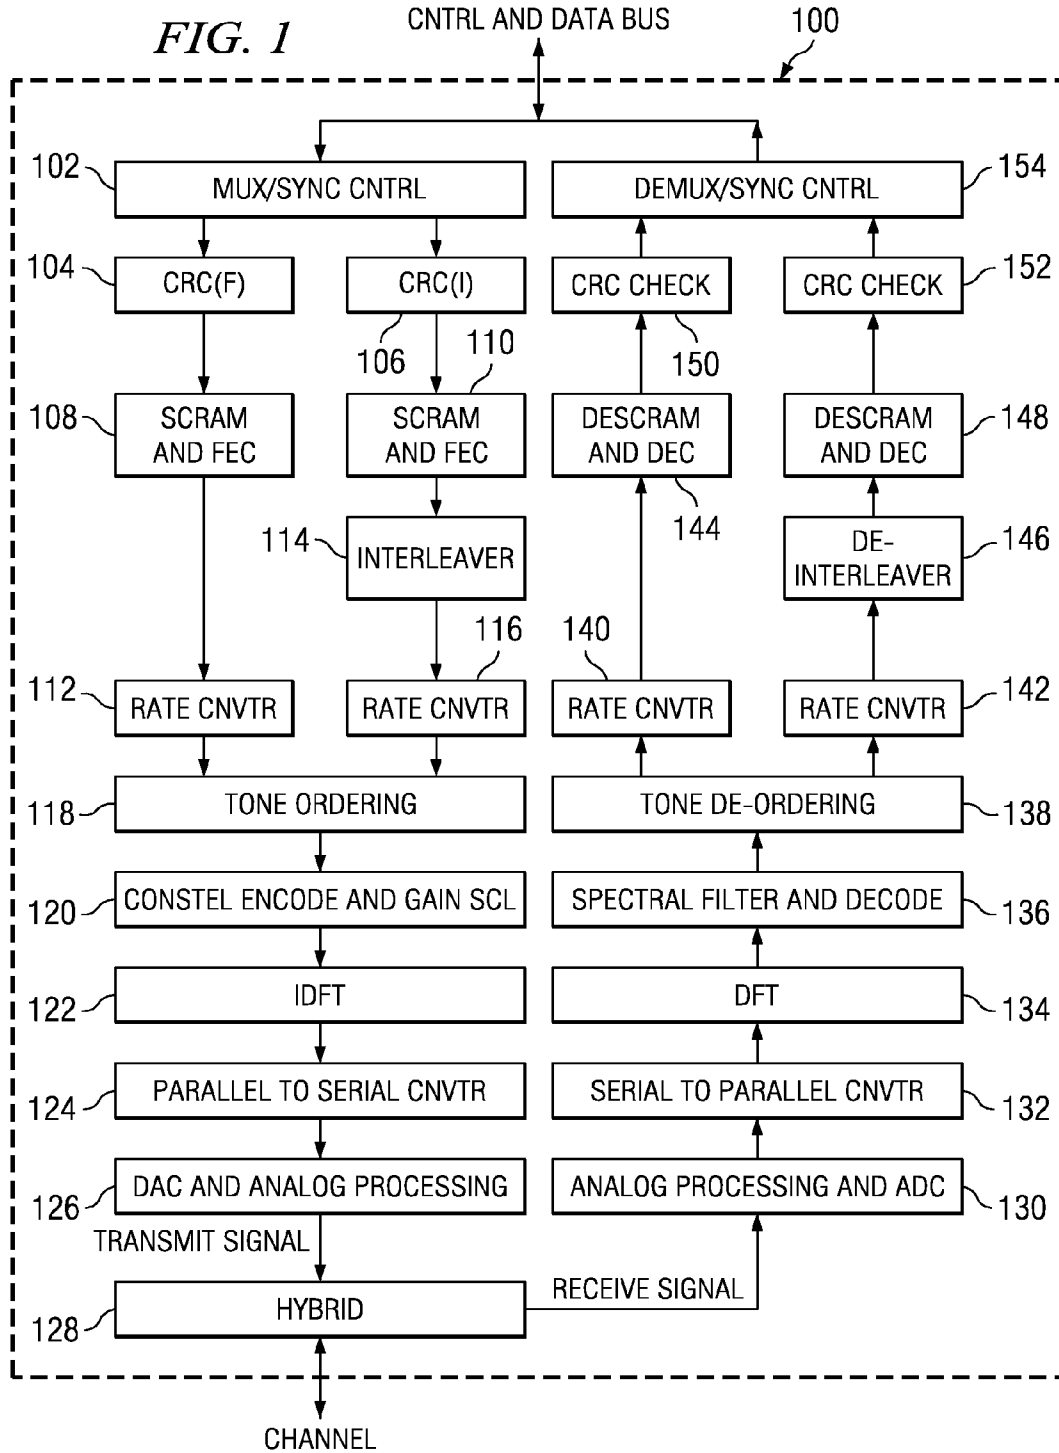 CNTRL AND DATA BUS
FIG. 1
100
102
MUX/SYNC CNTRL
DEMUX/SYNC CNTRL
154
104
CRC(F)
CRC(I)
CRC CHECK
CRC CHECK
152
106
110
150
108
SCRAM
AND FEC
SCRAM
AND FEC
DESCRAM
AND DEC
DESCRAM
AND DEC
148
114
INTERLEAVER
144
DE-
INTERLEAVER
146
116
140
112
RATE CNVTR
RATE CNVTR
RATE CNVTR
RATE CNVTR
142
118
TONE ORDERING
TONE DE-ORDERING
138
120
CONSTEL ENCODE AND GAIN SCL
SPECTRAL FILTER AND DECODE
136
122
IDFT
DFT
134
124
PARALLEL TO SERIAL CNVTR
SERIAL TO PARALLEL CNVTR
132
126
DAC AND ANALOG PROCESSING
ANALOG PROCESSING AND ADC
130
TRANSMIT SIGNAL
128
HYBRID
RECEIVE SIGNAL
CHANNEL